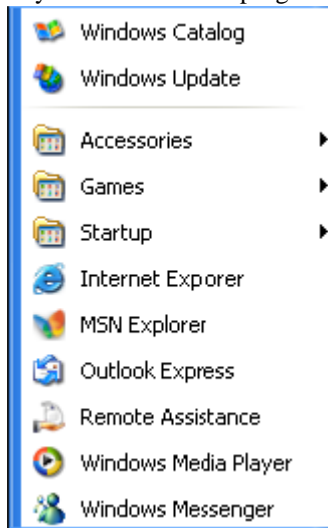 Windows Catalog
Windows Update
Accessories
Games
Startup
Internet Exporer
MSN Explorer
Outlook Express
Remote Assistance
Windows Media Player
Windows Messenger